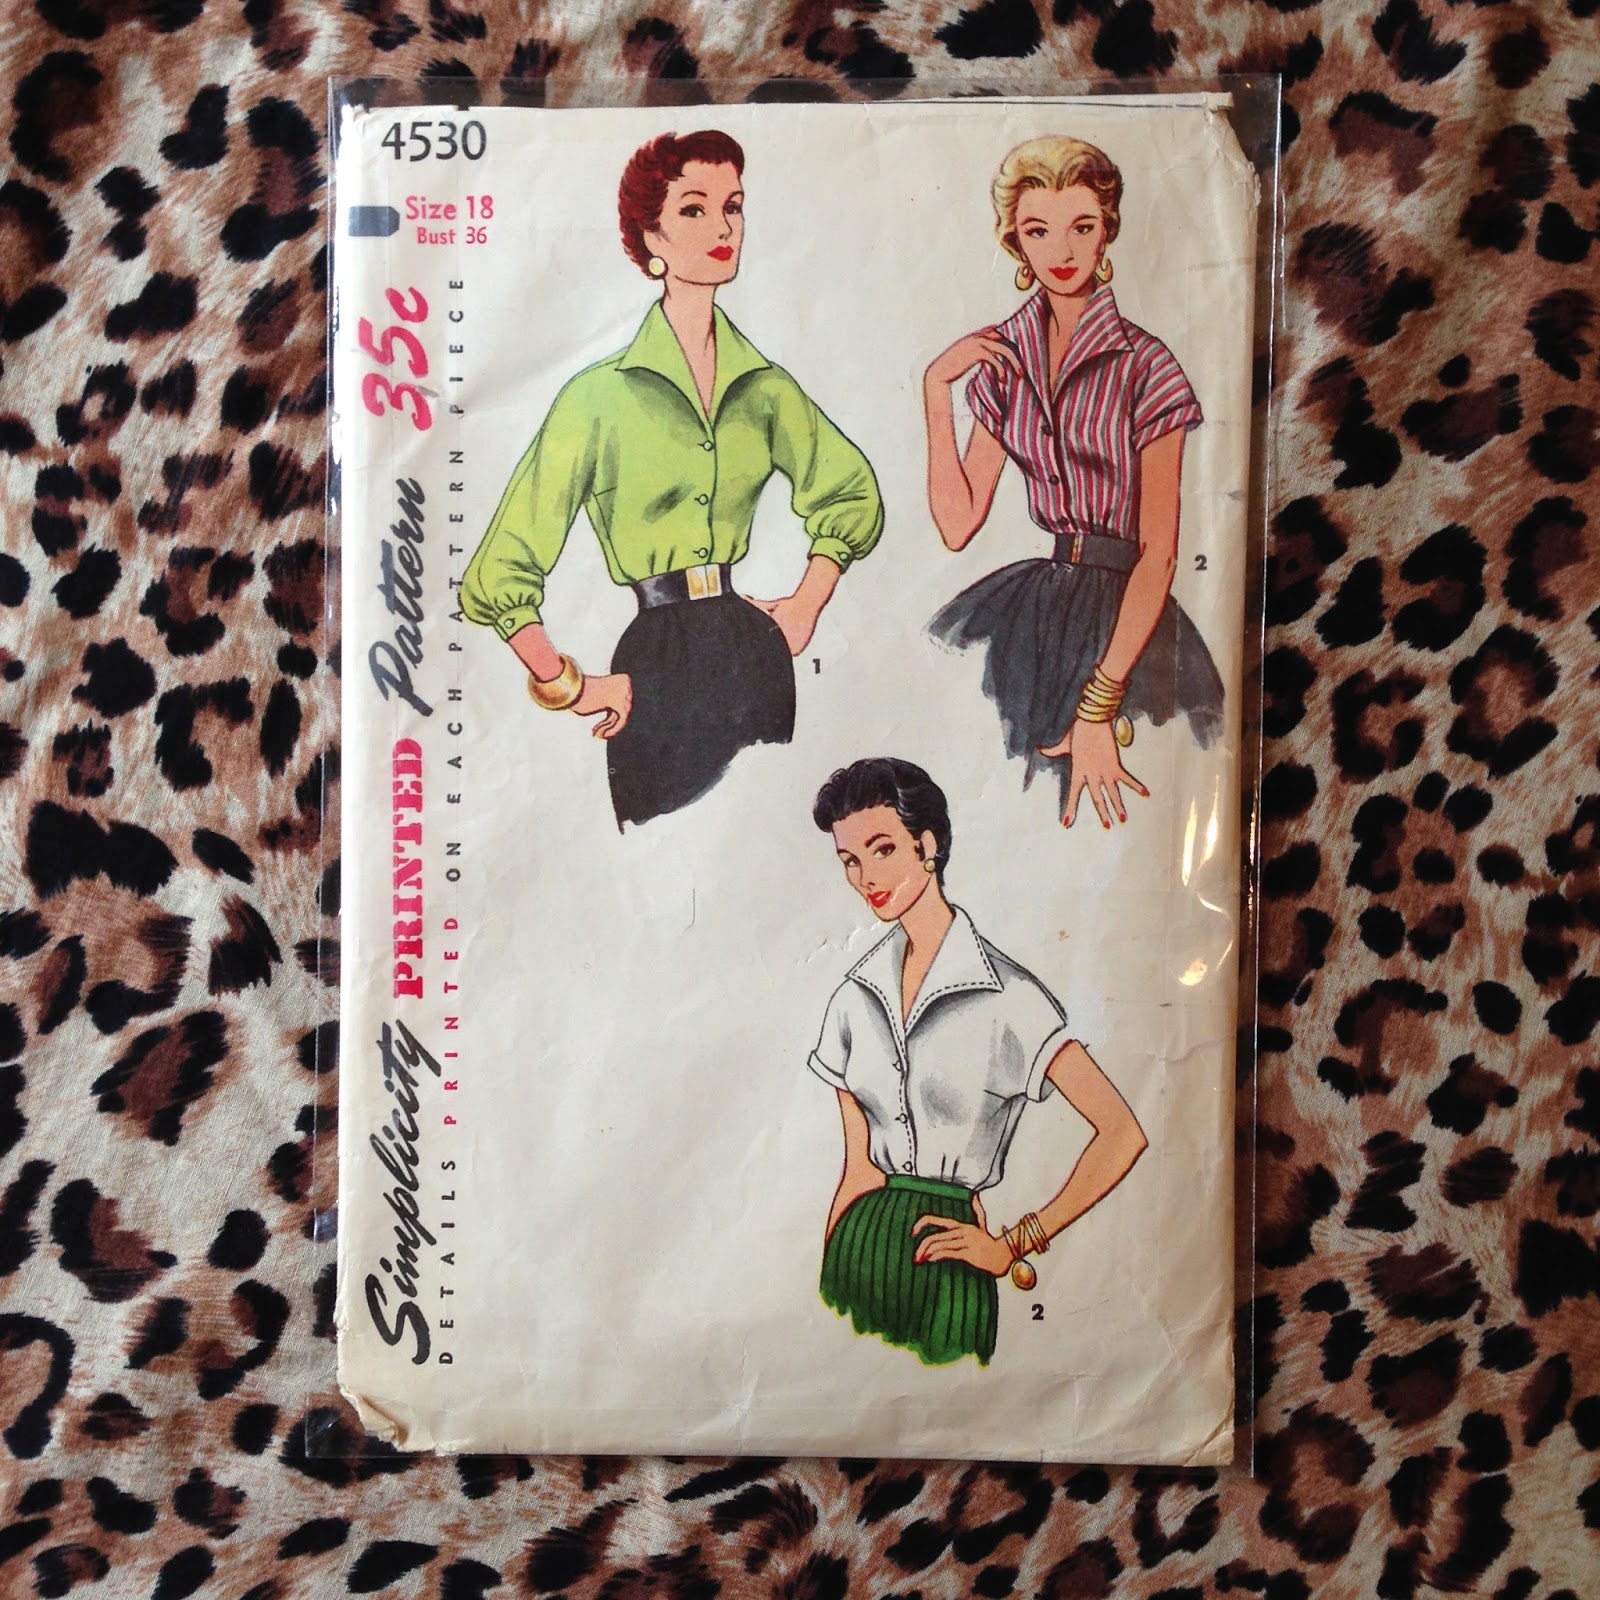 4530
Size 18
Bust 36
Simplicity PRINTED Pattern 35c
DETAILS PRINTED ON EACH PATTERN PIECE
1
2
2